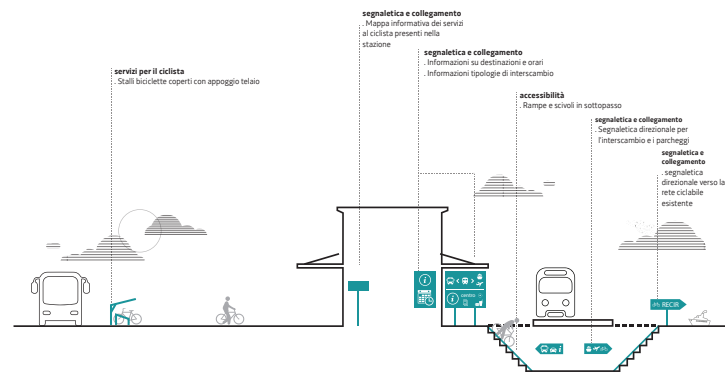 segnaletica e collegamento
. Mappa informativa dei servizi
al ciclista presenti nella
stazione
segnaletica e collegamento
. Informazioni su destinazioni e orari
. Informazioni tipologie di interscambio
servizi per il ciclista
. Stalli biciclette coperti con appoggio telaio
accessibilità
. Rampe e scivoli in sottopasso
segnaletica e collegamento
. Segnaletica direzionale per
l'interscambio e i parcheggi
segnaletica e
collegamento
. segnaletica
direzionale verso la
rete ciclabile
esistente
i
i
CENTRO
RECIR
i